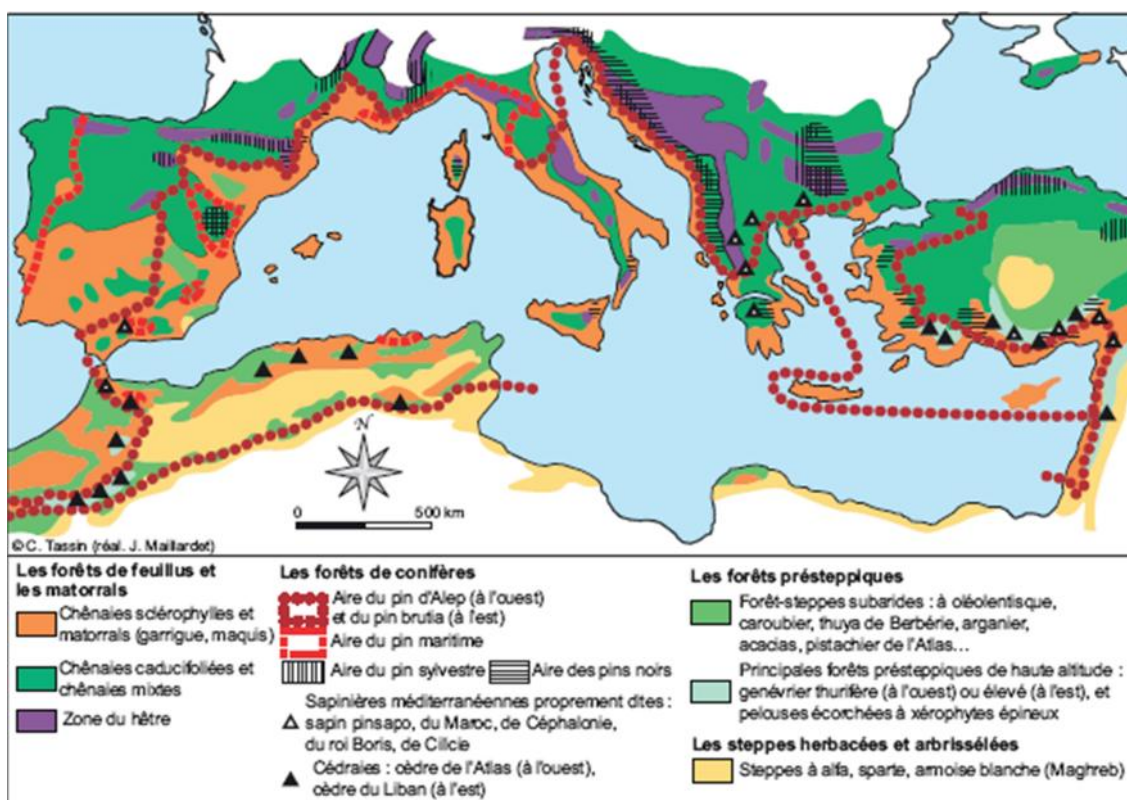 N
0 500 km
© C. Tassin (réal. J. Maillardet)
Les forêts de feuillus et
les matorrals
Chênaies sclérophylles et
matorrals (garrigue, maquis)
Chênaies caducifoliées et
chênaies mixtes
Zone du hêtre
Les forêts de conifères
Aire du pin d'Alep (à l'ouest)
et du pin brutia (à l'est)
Aire du pin maritime
Aire du pin sylvestre Aire des pins noirs
Sapinières méditerranéennes proprement dites :
sapin pinsapo, du Maroc, de Céphalonie,
du roi Boris, de Cilicie
Cédraies : cèdre de l'Atlas (à l'ouest),
cèdre du Liban (à l'est)
Les forêts présteppiques
Forêt-steppes subarides : à oléolentisque,
caroubier, thuya de Berbérie, arganier,
acacias, pistachier de l'Atlas...
Principales forêts présteppiques de haute altitude :
genévrier thurifère (à l'ouest) ou élevé (à l'est), et
pelouses écorchées à xérophytes épineux
Les steppes herbacées et arbrissélées
Steppes à alfa, sparte, armoise blanche (Maghreb)